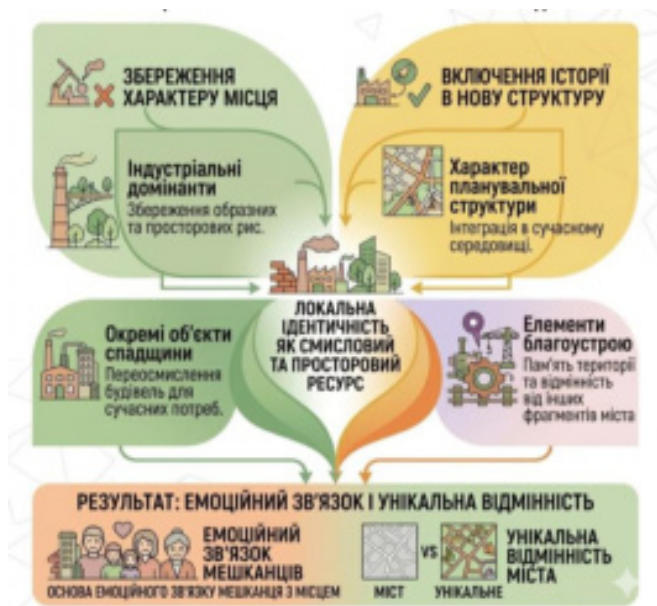 ЗБЕРЕЖЕННЯ
ХАРАКТЕРУ МІСЦЯ
Індустріальні
домінанти
Збереження образних
та просторових рис.
ВКЛЮЧЕННЯ ІСТОРІЇ
В НОВУ СТРУКТУРУ
Характер
планувальної
структури
Інтеграція в сучасному
середовищі.
ЛОКАЛЬНА
ІДЕНТИЧНІСТЬ
ЯК СМИСЛОВИЙ
ТА ПРОСТОРОВИЙ
РЕСУРС
Окремі об'єкти
спадщини
Переосмислення
будівель для
сучасних потреб.
Елементи
благоустрою
Пам'ять території
та відмінність
від інших
фрагментів міста
РЕЗУЛЬТАТ: ЕМОЦІЙНИЙ ЗВ'ЯЗОК І УНІКАЛЬНА ВІДМІННІСТЬ
ЕМОЦІЙНИЙ
ЗВ'ЯЗОК
МЕШКАНЦІВ
ОСНОВА ЕМОЦІЙНОГО ЗВ'ЯЗКУ МЕШКАНЦЯ З МІСЦЕМ
МІСТ
VS
УНІКАЛЬНЕ
УНІКАЛЬНА
ВІДМІННІСТЬ
МІСТА